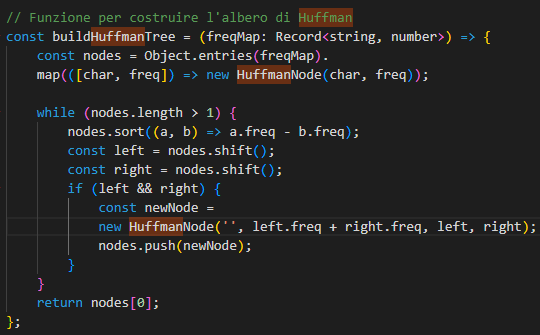 // Funzione per costruire l'albero di Huffman
const buildHuffmanTree = (freqMap: Record<string, number>) => {
    const nodes = Object.entries(freqMap).
    map(([char, freq]) => new HuffmanNode(char, freq));

    while (nodes.length > 1) {
        nodes.sort((a, b) => a.freq - b.freq);
        const left = nodes.shift();
        const right = nodes.shift();
        if (left && right) {
            const newNode =
            new HuffmanNode('', left.freq + right.freq, left, right);
            nodes.push(newNode);
        }
    }
    return nodes[0];
};